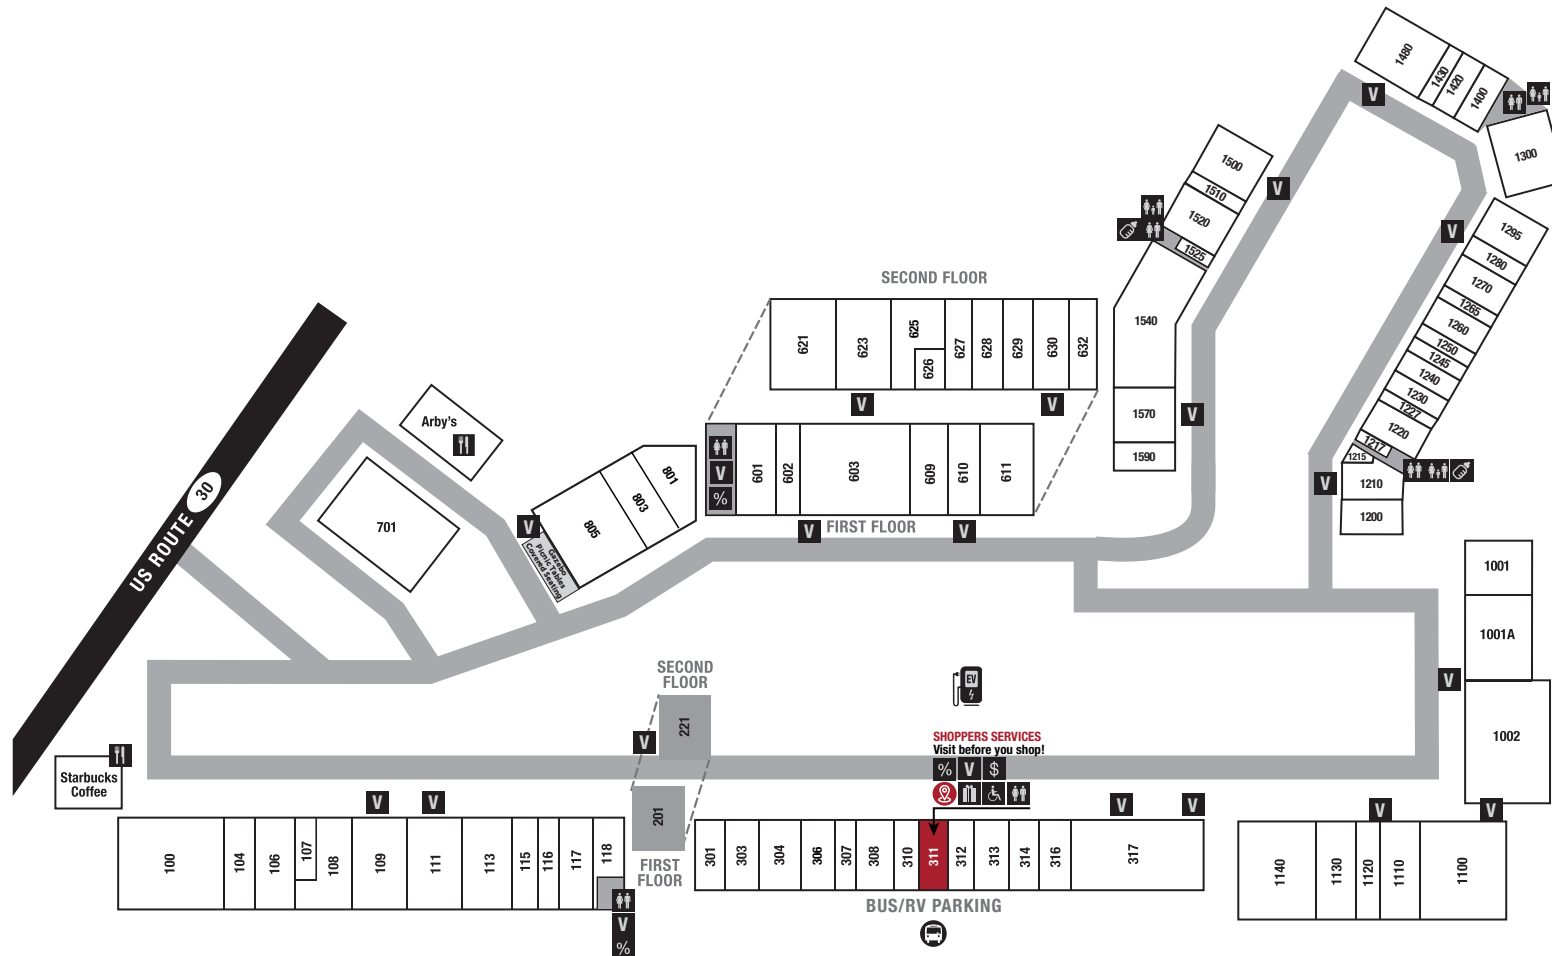 1480
1430
1420
1400
1300
1500
1510
1520
1525
1540
1570
1590
1295
1280
1270
1265
1260
1250
1245
1240
1230
1227
1220
1217
1215
1210
1200
V
V
V
V
V
V
SECOND FLOOR
621
623
625
626
627
628
629
630
632
V
V
V
%
601
602
603
609
610
611
V
FIRST FLOOR
V
US ROUTE 30
Arby's
701
V
801
803
805
Gazebo
Picnic Tables
Covered Seating
1001
1001A
1002
V
SECOND
FLOOR
221
V
201
FIRST
FLOOR
EV
SHOPPERS SERVICES
Visit before you shop!
% V $
Starbucks
Coffee
V
V
100
104
106
107
108
109
111
113
115
116
117
118
V
%
V
V
301
303
304
306
307
308
310
311
312
313
314
316
317
BUS/RV PARKING
V
V
1140
1130
1120
1110
1100